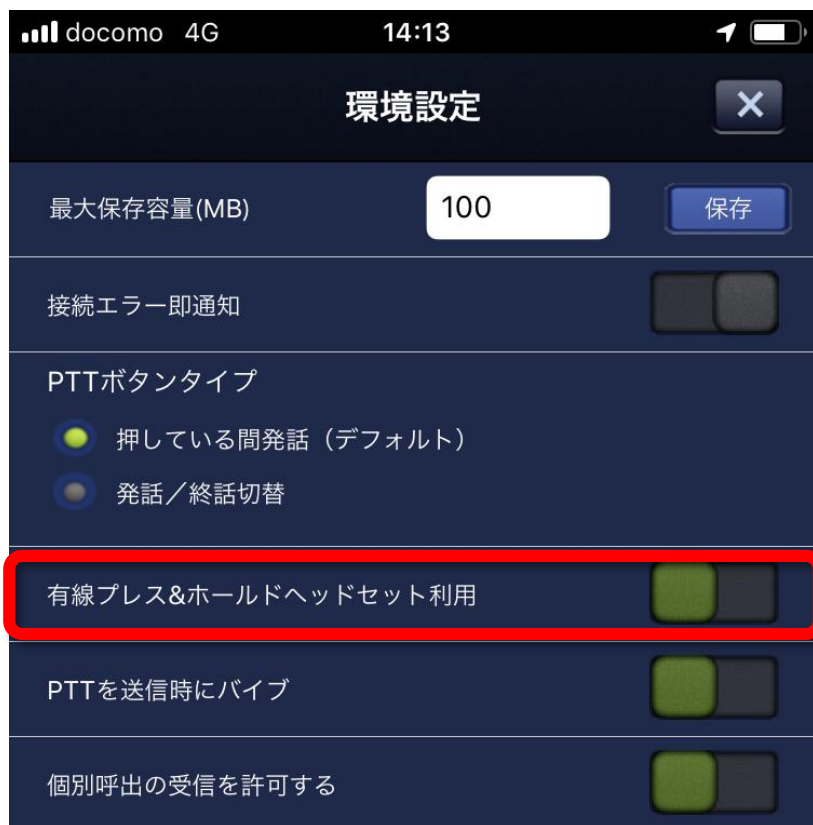 docomo 4G 14:13
環境設定
最大保存容量(MB) 100 保存
接続エラー即通知
PTTボタンタイプ
押している間発話（デフォルト）
発話／終話切替
有線プレス&ホールドヘッドセット利用
PTTを送信時にバイブ
個別呼出の受信を許可する